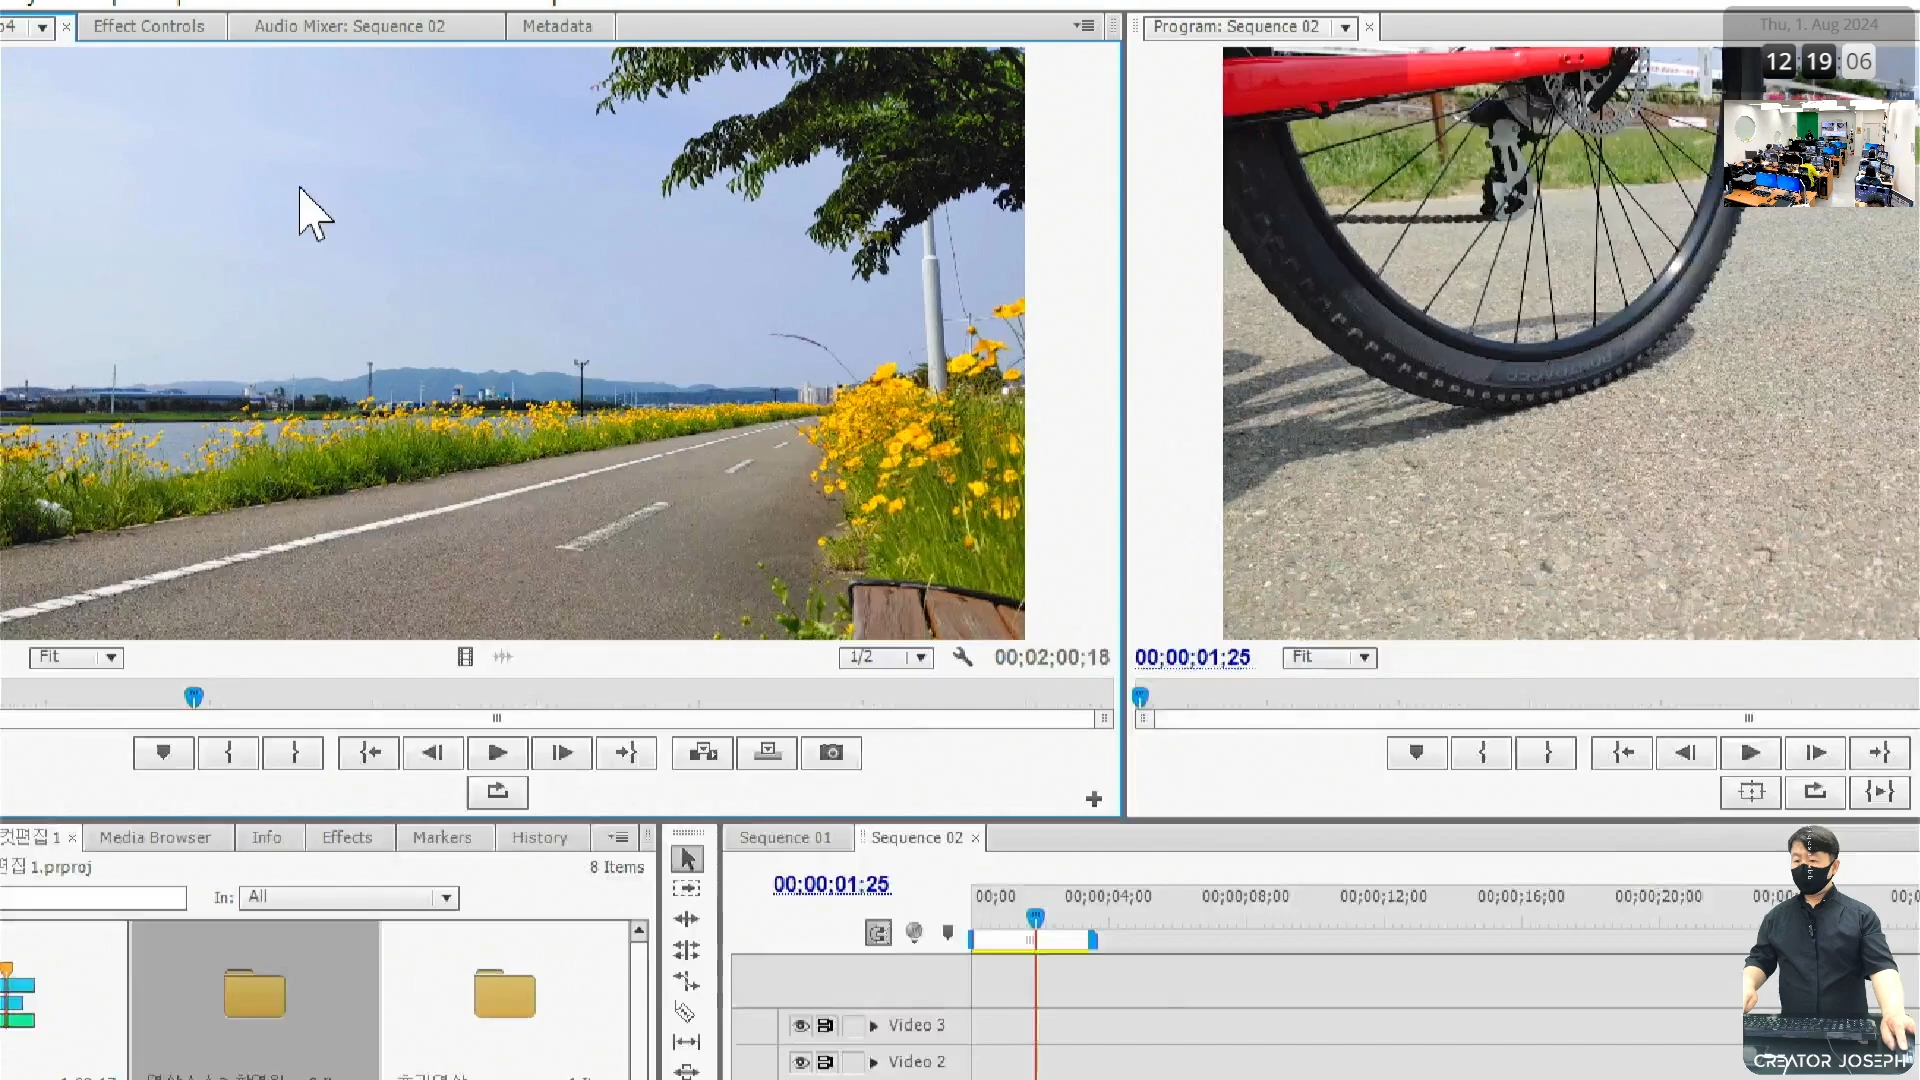 Effect Controls
Audio Mixer: Sequence 02
Metadata
Program: Sequence 02
Thu, 1. Aug 2024
12:19:06
Fit
1/2
00;02;00;18
00;00;01;25
Fit
컷편집 1
Media Browser
Info
Effects
Markers
History
Sequence 01
Sequence 02
편집 1.prproj
8 Items
00;00;01;25
In: All
00;00
00;00;04;00
00;00;08;00
00;00;12;00
00;00;16;00
00;00;20;00
Video 3
Video 2
CREATOR JOSEPH